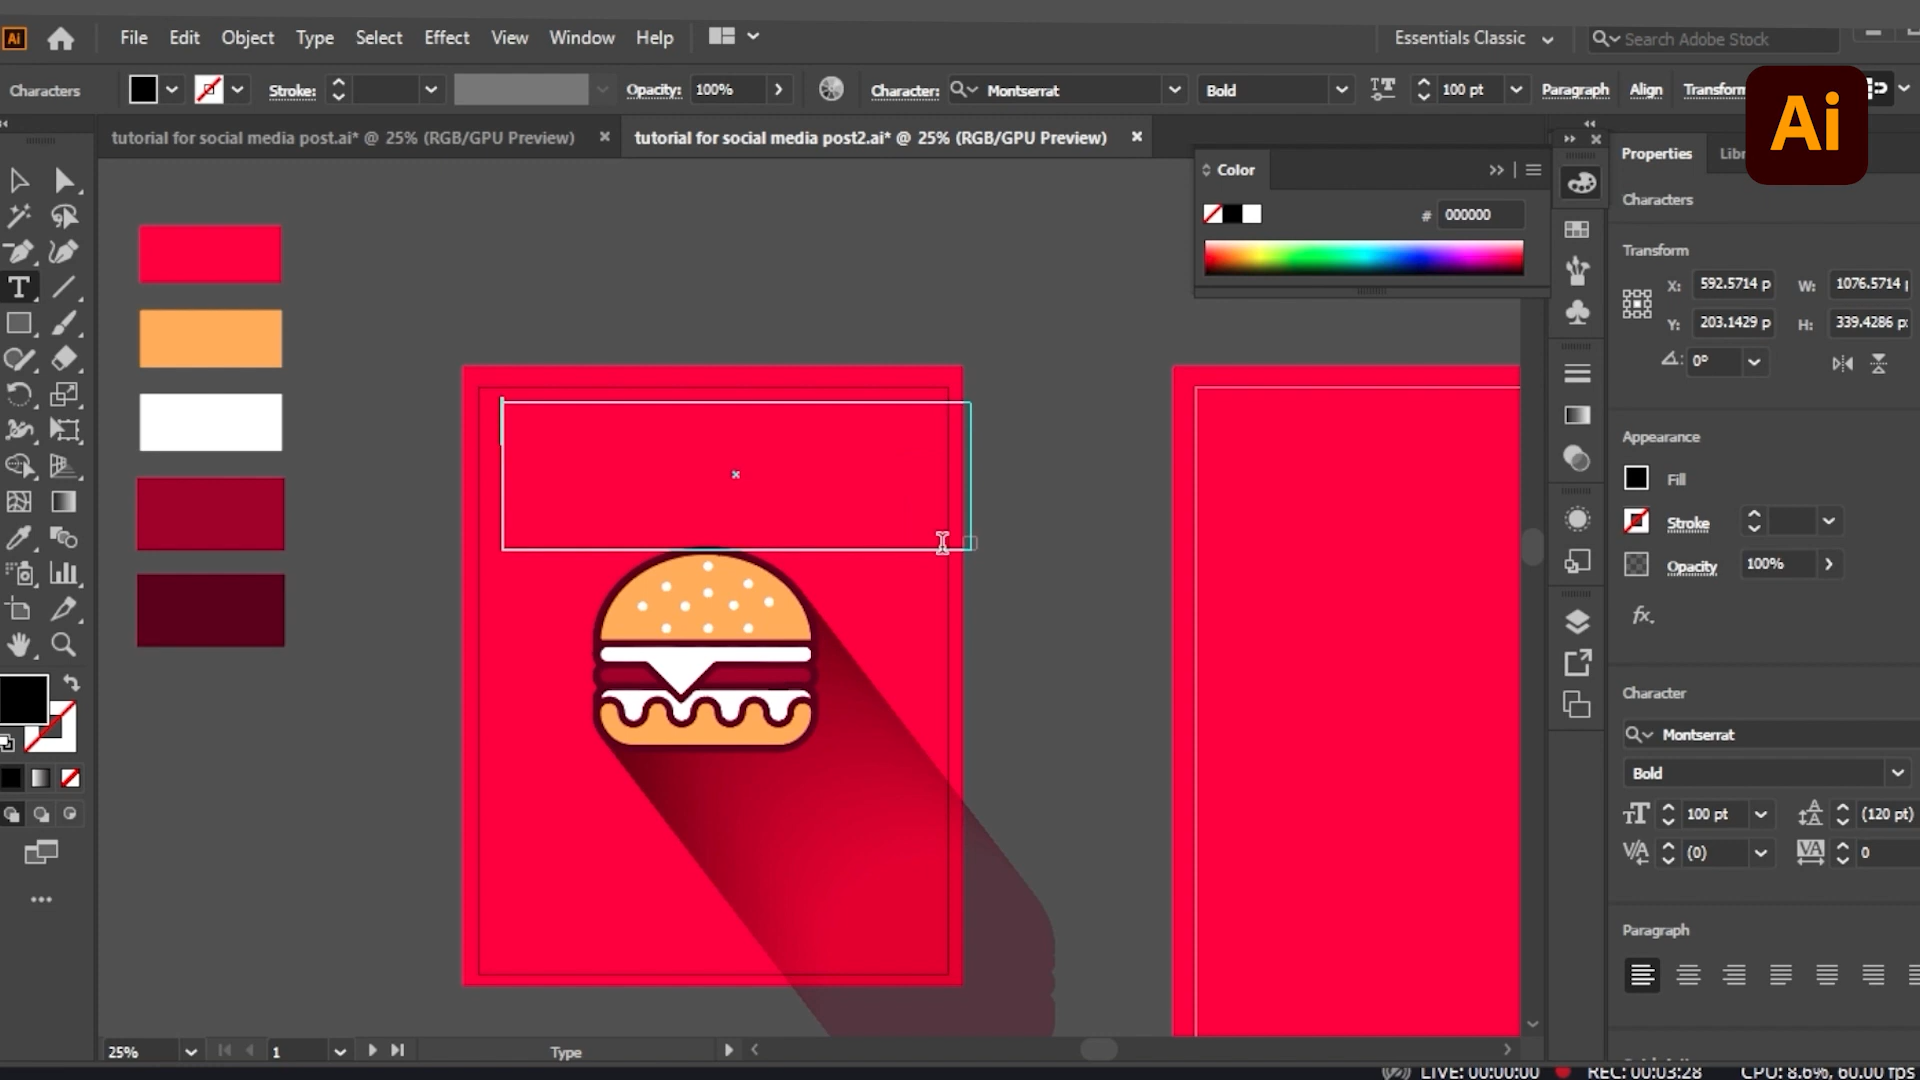 Ai File Edit Object Type Select Effect View Window Help Essentials Classic Search Adobe Stock
Characters Stroke: Opacity: 100% Character: Montserrat Bold 100 pt Paragraph Align Transform
Ai
tutorial for social media post.ai* @ 25% (RGB/GPU Preview) tutorial for social media post2.ai* @ 25% (RGB/GPU Preview)
Color
# 000000
Properties
Characters
Transform
X: 592.5714 p W: 1076.5714
Y: 203.1429 p H: 339.4286 p
0°
Appearance
Fill
Stroke
Opacity 100%
fx.
Character
Montserrat
Bold
100 pt (120 pt)
(0) 0
Paragraph
25% 1 Type
LIVE: 00:00:00 REC: 00:03:28 CPU: 8.6%, 60.00 fps